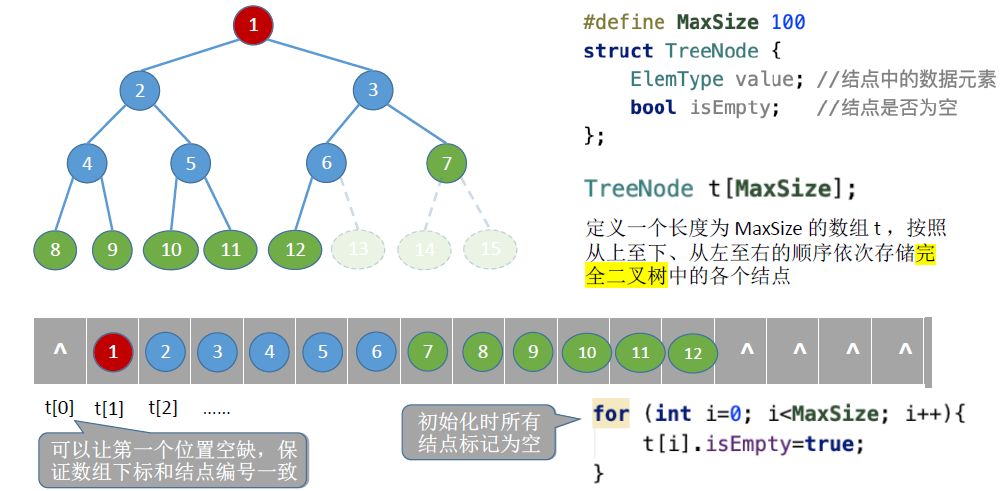 1
2
3
4
5
6
7
8
9
10
11
12
13
14
15
#define MaxSize 100
struct TreeNode {
ElemType value; //结点中的数据元素
bool isEmpty; //结点是否为空
};
TreeNode t[MaxSize];
定义一个长度为 MaxSize 的数组 t ，按照
从上至下、从左至右的顺序依次存储完
全二叉树中的各个结点
^ 1 2 3 4 5 6 7 8 9 10 11 12 ^ ^ ^ ^
t[0] t[1] t[2] ……
可以让第一个位置空缺，保
证数组下标和结点编号一致
初始化时所有
结点标记为空
for (int i=0; i<MaxSize; i++){
t[i].isEmpty=true;
}